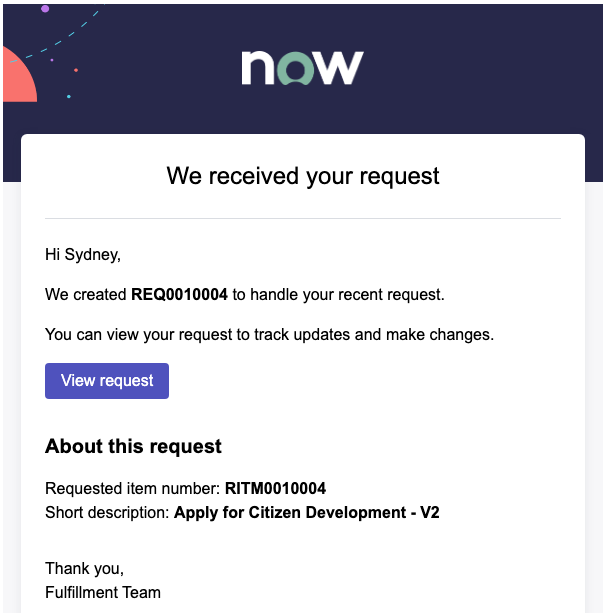 now
We received your request
Hi Sydney,
We created REQ0010004 to handle your recent request.
You can view your request to track updates and make changes.
View request
About this request
Requested item number: RITM0010004
Short description: Apply for Citizen Development - V2
Thank you,
Fulfillment Team